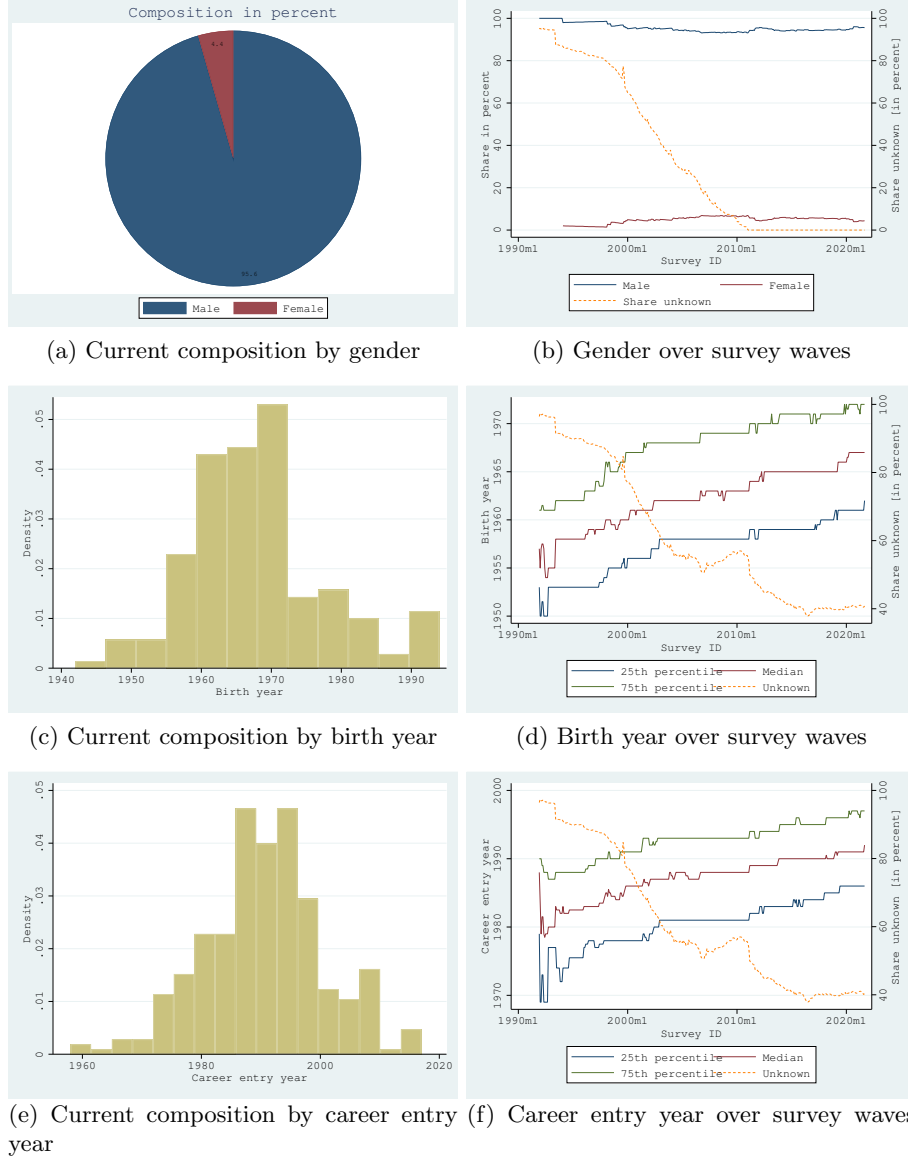 Composition in percent
4.4
95.6
Male Female
(a) Current composition by gender
Share in percent
0 20 40 60 80 100
Share unknown [in percent]
0 20 40 60 80 100
1990m1 2000m1 2010m1 2020m1
Survey ID
Male Female
Share unknown
(b) Gender over survey waves
Density
0 .01 .02 .03 .04 .05
1940 1950 1960 1970 1980 1990
Birth year
(c) Current composition by birth year
Birth year
1950 1955 1960 1965 1970
Share unknown [in percent]
40 60 80 100
1990m1 2000m1 2010m1 2020m1
Survey ID
25th percentile Median
75th percentile Unknown
(d) Birth year over survey waves
Density
0 .01 .02 .03 .04 .05
1960 1980 2000 2020
Career entry year
(e) Current composition by career entry
year
Career entry year
1970 1980 1990 2000
Share unknown [in percent]
40 60 80 100
1990m1 2000m1 2010m1 2020m1
Survey ID
25th percentile Median
75th percentile Unknown
(f) Career entry year over survey waves